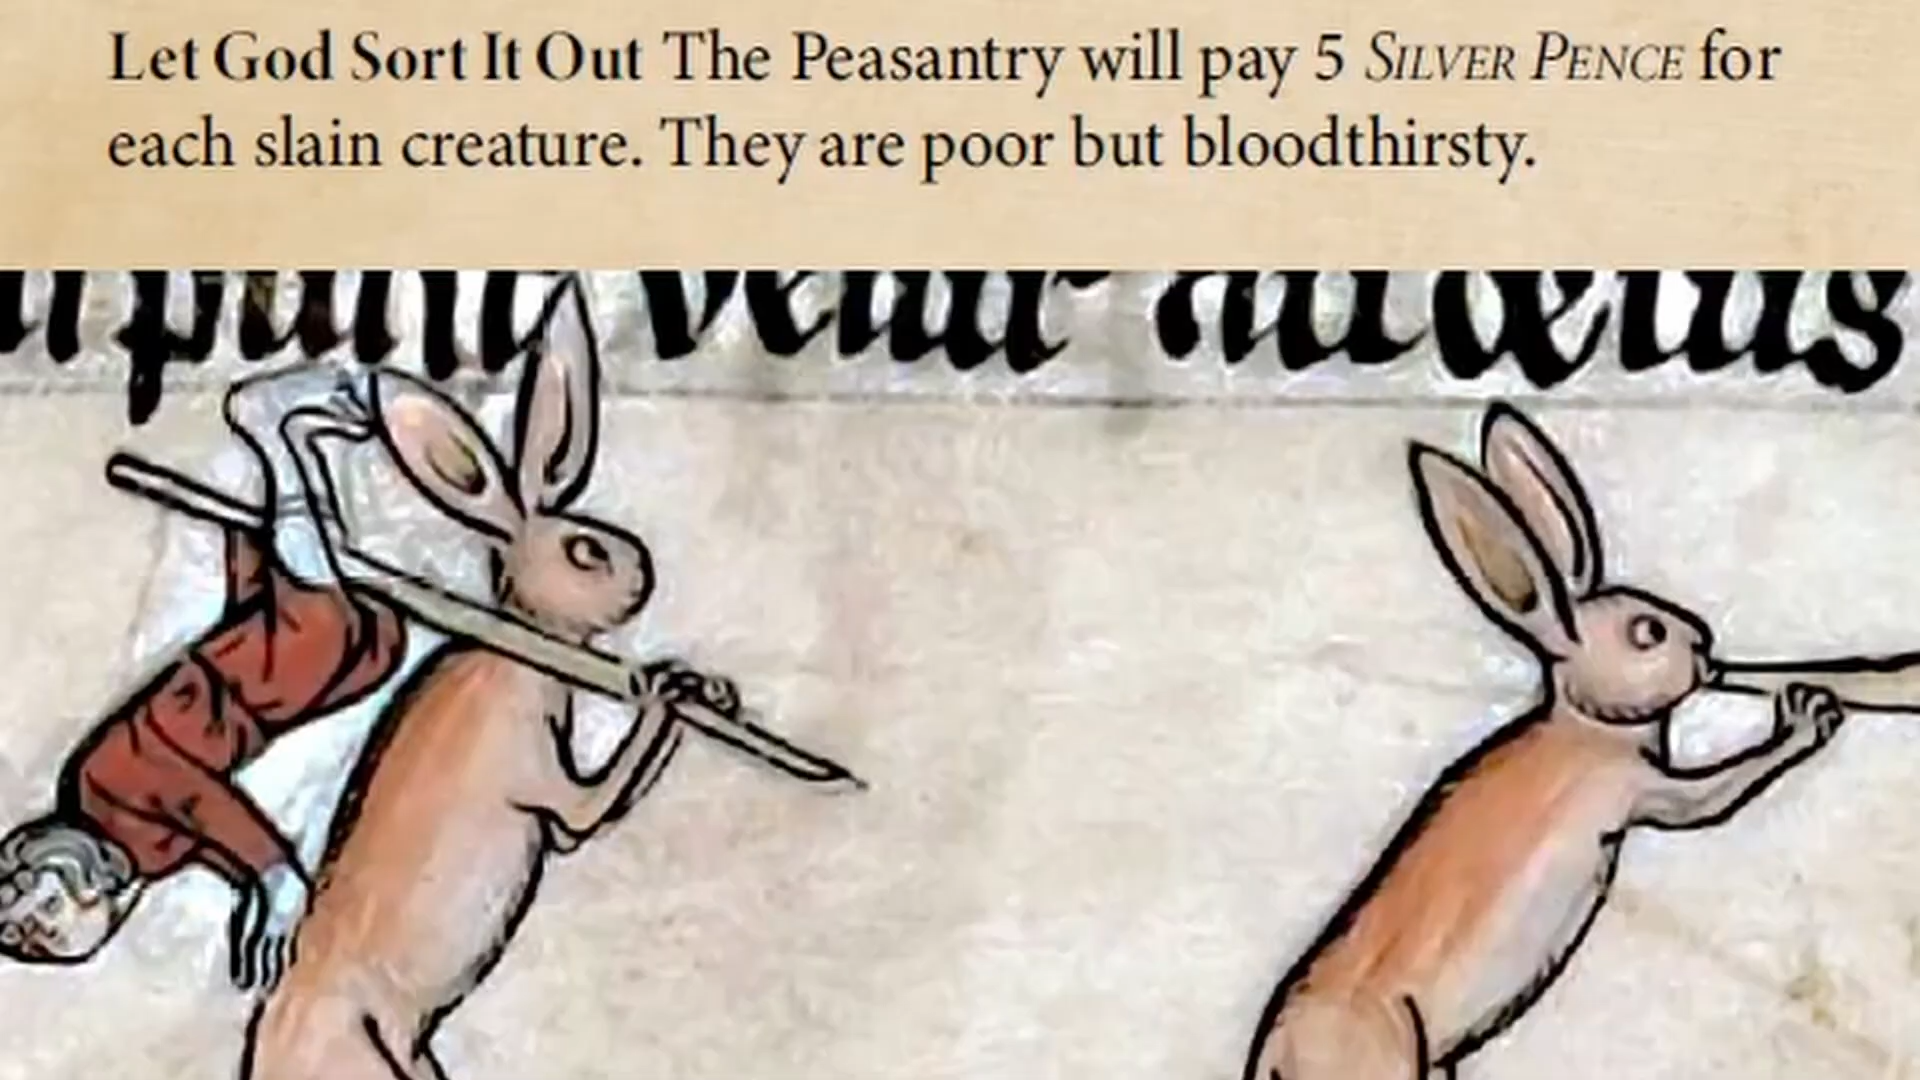 Let God Sort It Out The Peasantry will pay 5 SILVER PENCE for
each slain creature. They are poor but bloodthirsty.